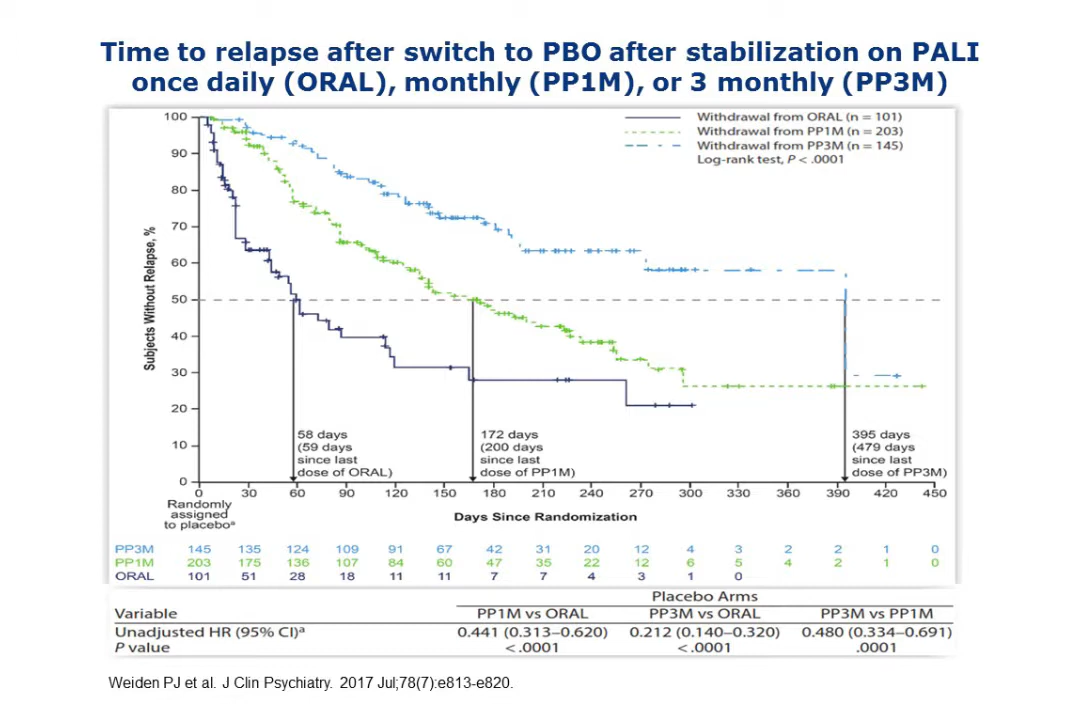 Time to relapse after switch to PBO after stabilization on PALI
once daily (ORAL), monthly (PP1M), or 3 monthly (PP3M)
Withdrawal from ORAL (n = 101)
Withdrawal from PP1M (n = 203)
Withdrawal from PP3M (n = 145)
Log-rank test, P < .0001
Subjects Without Relapse, %
100
90
80
70
60
50
40
30
20
10
0
58 days
(59 days
since last
dose of ORAL)
172 days
(200 days
since last
dose of PP1M)
395 days
(479 days
since last
dose of PP3M)
0 30 60 90 120 150 180 210 240 270 300 330 360 390 420 450
Randomly
assigned
to placeboᵃ
Days Since Randomization
PP3M 145 135 124 109 91 67 42 31 20 12 4 3 2 2 1 0
PP1M 203 175 136 107 84 60 47 35 22 12 6 5 4 2 1 0
ORAL 101 51 28 18 11 11 7 7 4 3 1 0
Placebo Arms
Variable PP1M vs ORAL PP3M vs ORAL PP3M vs PP1M
Unadjusted HR (95% CI)ᵃ 0.441 (0.313–0.620) 0.212 (0.140–0.320) 0.480 (0.334–0.691)
P value <.0001 <.0001 .0001
Weiden PJ et al. J Clin Psychiatry. 2017 Jul;78(7):e813-e820.